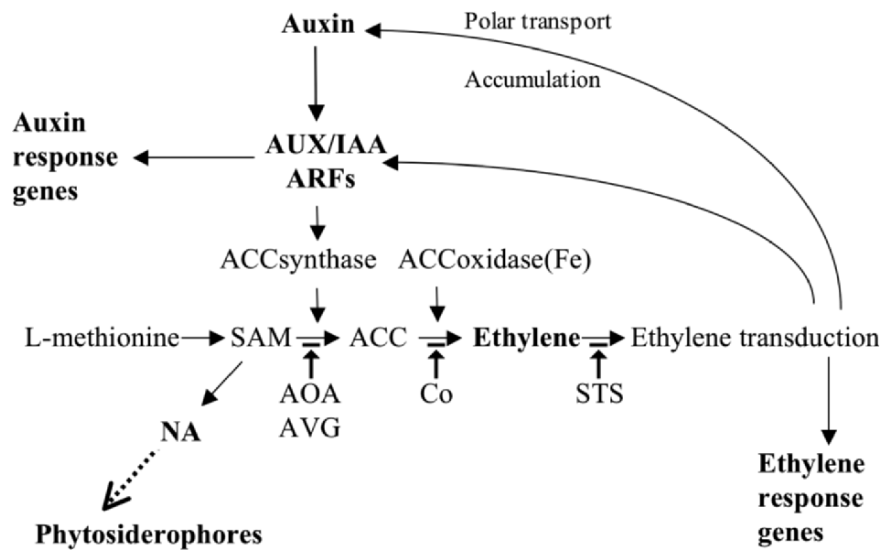 Auxin
Polar transport
Accumulation
Auxin
response
genes
AUX/IAA
ARFs
ACCsynthase
ACCoxidase(Fe)
L-methionine
SAM
ACC
Ethylene
Ethylene transduction
AOA
AVG
Co
STS
NA
Phytosiderophores
Ethylene
response
genes